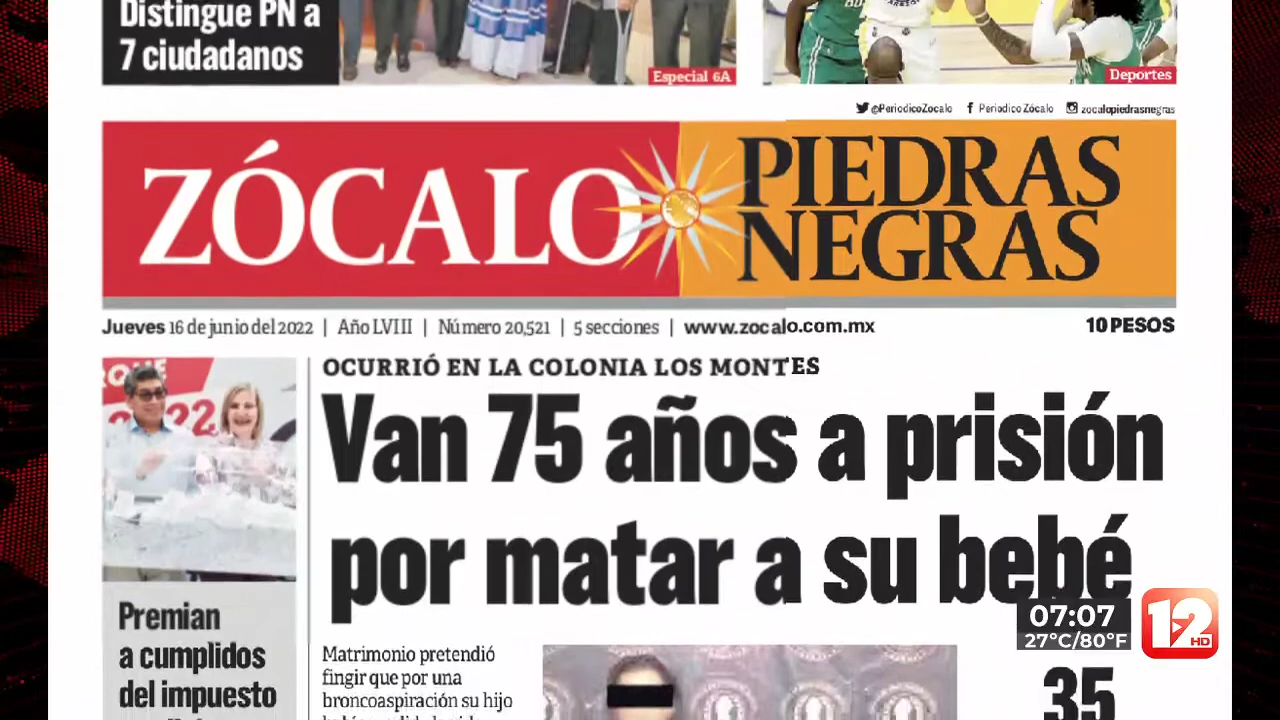 Distingue PN a
7 ciudadanos
Especial 6A
Deportes
@PeriodicoZocalo Periodico Zócalo zocalopiedrasnegras
ZÓCALO
PIEDRAS
NEGRAS
Jueves 16 de junio del 2022 | Año LVIII | Número 20,521 | 5 secciones | www.zocalo.com.mx 10 PESOS
OCURRIÓ EN LA COLONIA LOS MONTES
Van 75 años a prisión
por matar a su bebé
2022
Premian
a cumplidos
del impuesto
Matrimonio pretendió
fingir que por una
broncoaspiración su hijo
35
07:07
27°C/80°F
12
HD